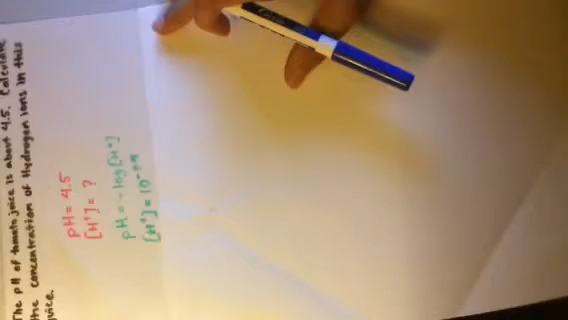 The pH of tomato juice is about 4.5. Calculate
the concentration of Hydrogen ions in this
juice.
pH = 4.5
[H⁺] = ?
pH = -log[H⁺]
[H⁺] = 10⁻ᵖᴴ